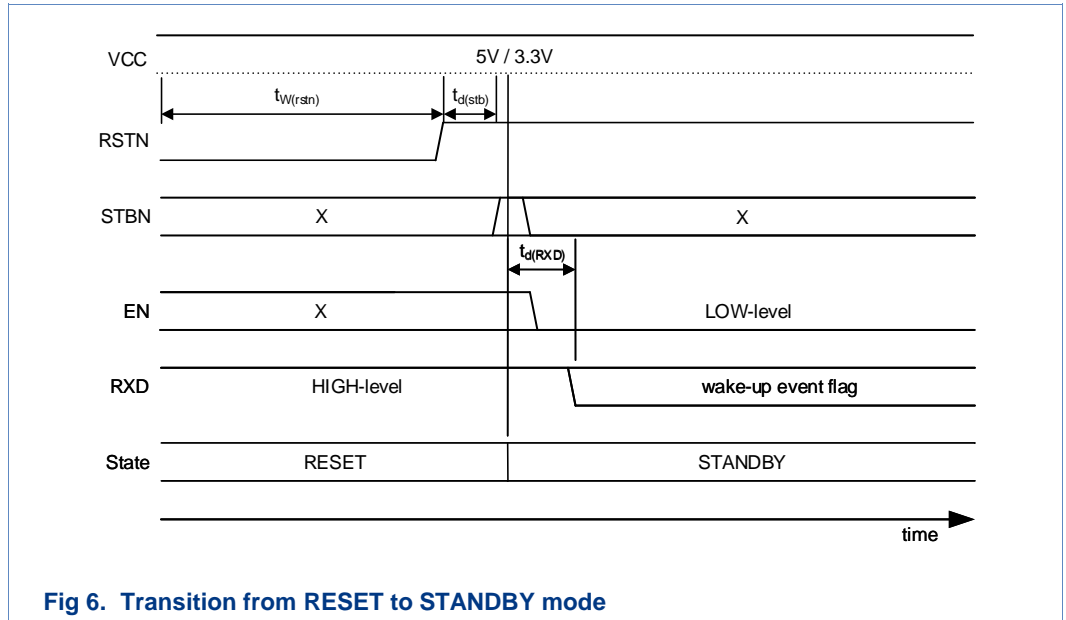 VCC
5V / 3.3V
tW(rstn)
td(stb)
RSTN
STBN
X
X
td(RXD)
EN
X
LOW-level
RXD
HIGH-level
wake-up event flag
State
RESET
STANDBY
time
Fig 6. Transition from RESET to STANDBY mode